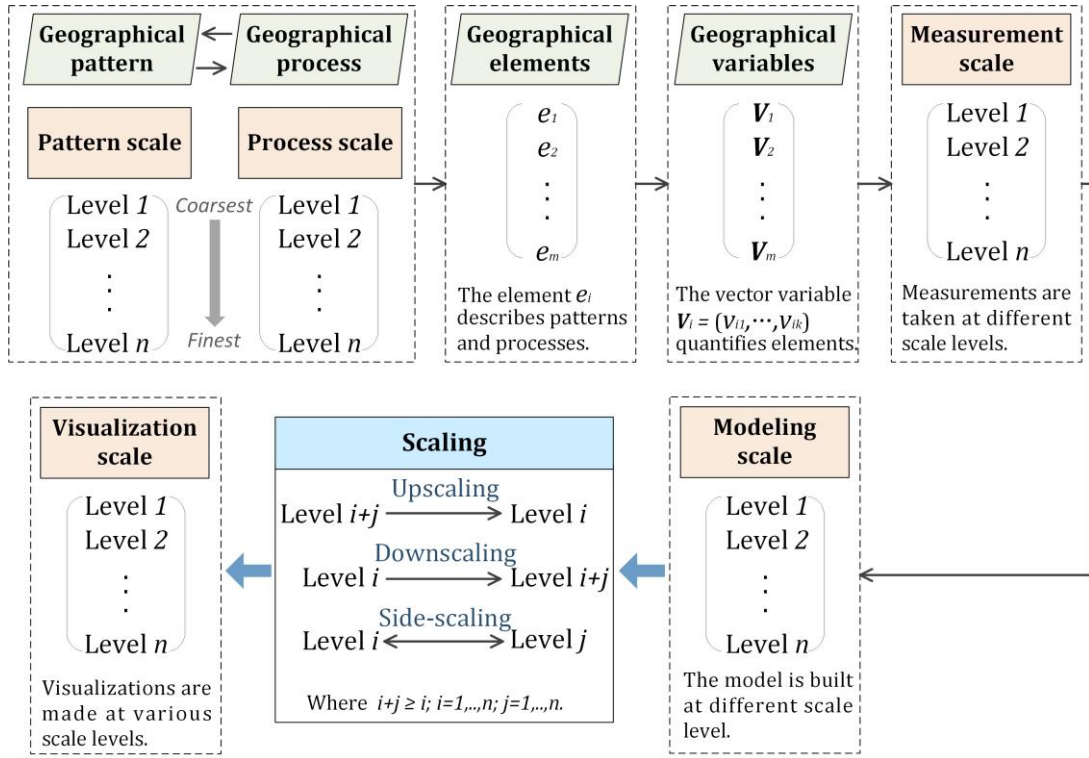 Geographical
pattern
Geographical
process
Pattern scale
Process scale
Level 1
Level 2
.
.
.
Level n
Coarsest
Finest
Level 1
Level 2
.
.
.
Level n
Geographical
elements
e1
e2
.
.
.
em
The element ei
describes patterns
and processes.
Geographical
variables
V1
V2
.
.
.
Vm
The vector variable
Vi = (vi1,⋯,vik)
quantifies elements.
Measurement
scale
Level 1
Level 2
.
.
.
Level n
Measurements are
taken at different
scale levels.
Modeling
scale
Level 1
Level 2
.
.
.
Level n
The model is built
at different scale
level.
Scaling
Upscaling
Level i+j Level i
Downscaling
Level i Level i+j
Side-scaling
Level i Level j
Where i+j ≥ i; i=1,..,n; j=1,..,n.
Visualization
scale
Level 1
Level 2
.
.
.
Level n
Visualizations are
made at various
scale levels.